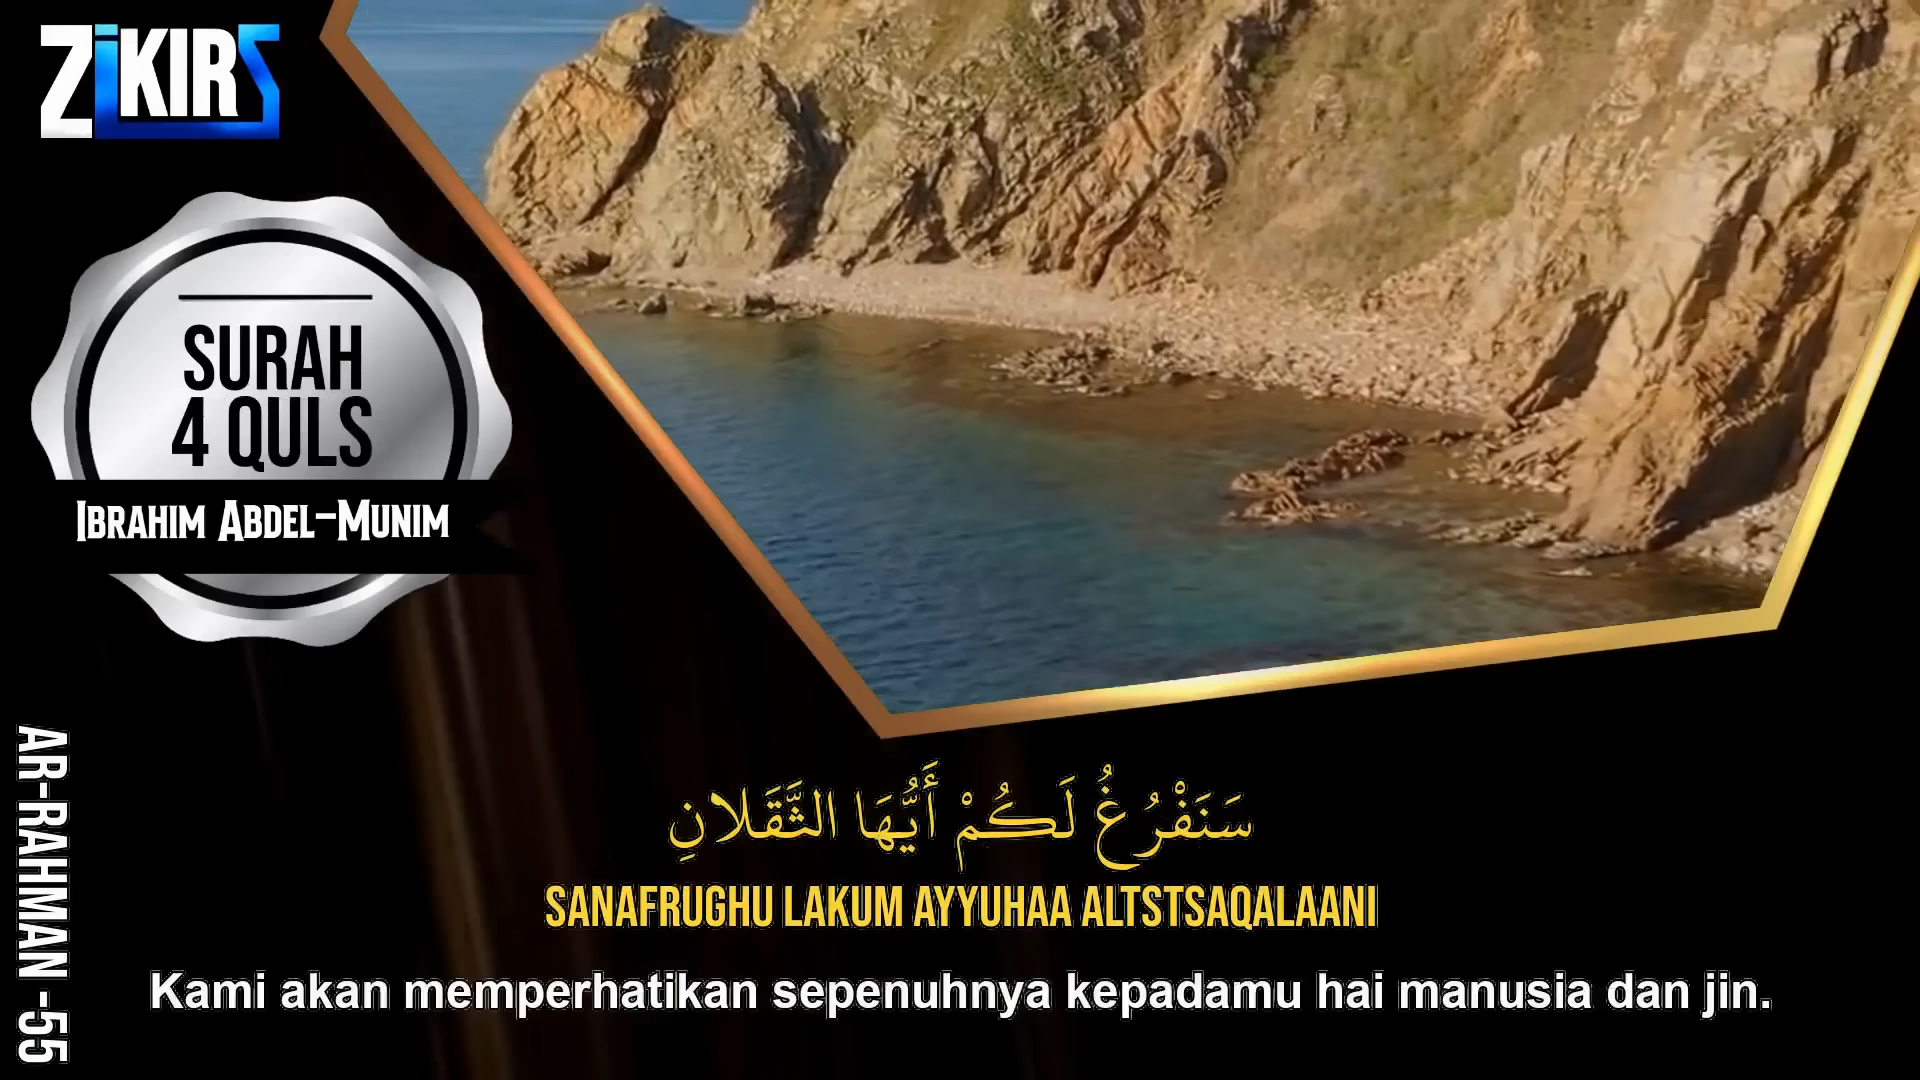 ZiKIRS
SURAH
4 QULS
IBRAHIM ABDEL-MUNIM
سَنَفْرُغُ لَكُمْ أَيُّهَا الثَّقَلانِ
SANAFRUGHU LAKUM AYYUHAA ALTSTSAQALAANI
Kami akan memperhatikan sepenuhnya kepadamu hai manusia dan jin.
AR-RAHMAN -55